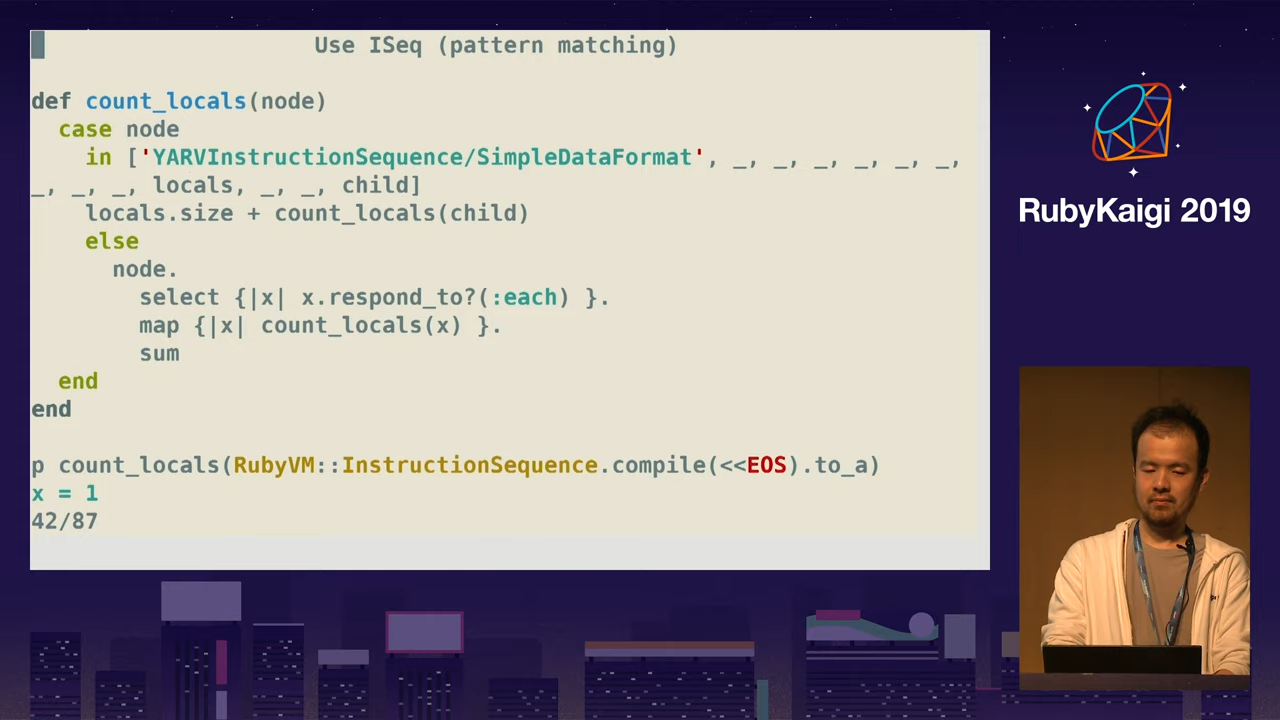 Use ISeq (pattern matching)
def count_locals(node)
case node
in ['YARVInstructionSequence/SimpleDataFormat', _, _, _, _, _, _,
_, _, _, locals, _, _, child]
locals.size + count_locals(child)
else
node.
select {|x| x.respond_to?(:each) }.
map {|x| count_locals(x) }.
sum
end
end
p count_locals(RubyVM::InstructionSequence.compile(<<EOS).to_a)
x = 1
42/87
RubyKaigi 2019